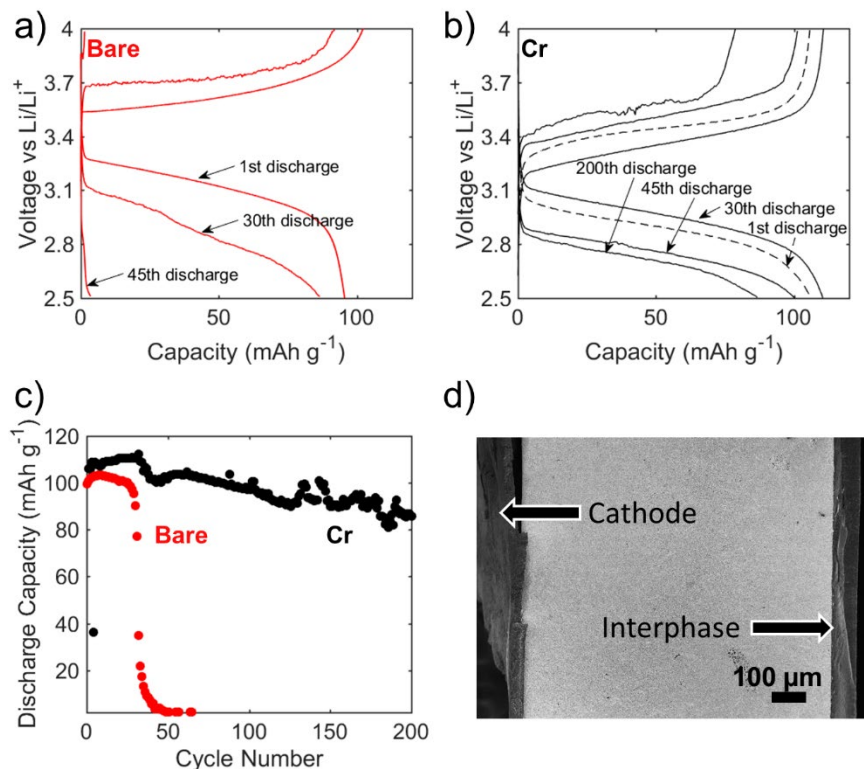 a)
Bare
Voltage vs Li/Li⁺
4
3.7
3.4
3.1
2.8
2.5
1st discharge
30th discharge
45th discharge
0
50
100
Capacity (mAh g⁻¹)
b)
Cr
Voltage vs Li/Li⁺
4
3.7
3.4
3.1
2.8
2.5
200th discharge
45th discharge
30th discharge
1st discharge
0
50
100
Capacity (mAh g⁻¹)
c)
Discharge Capacity (mAh g⁻¹)
120
100
80
60
40
20
Bare
Cr
0
50
100
150
200
Cycle Number
d)
Cathode
Interphase
100 µm